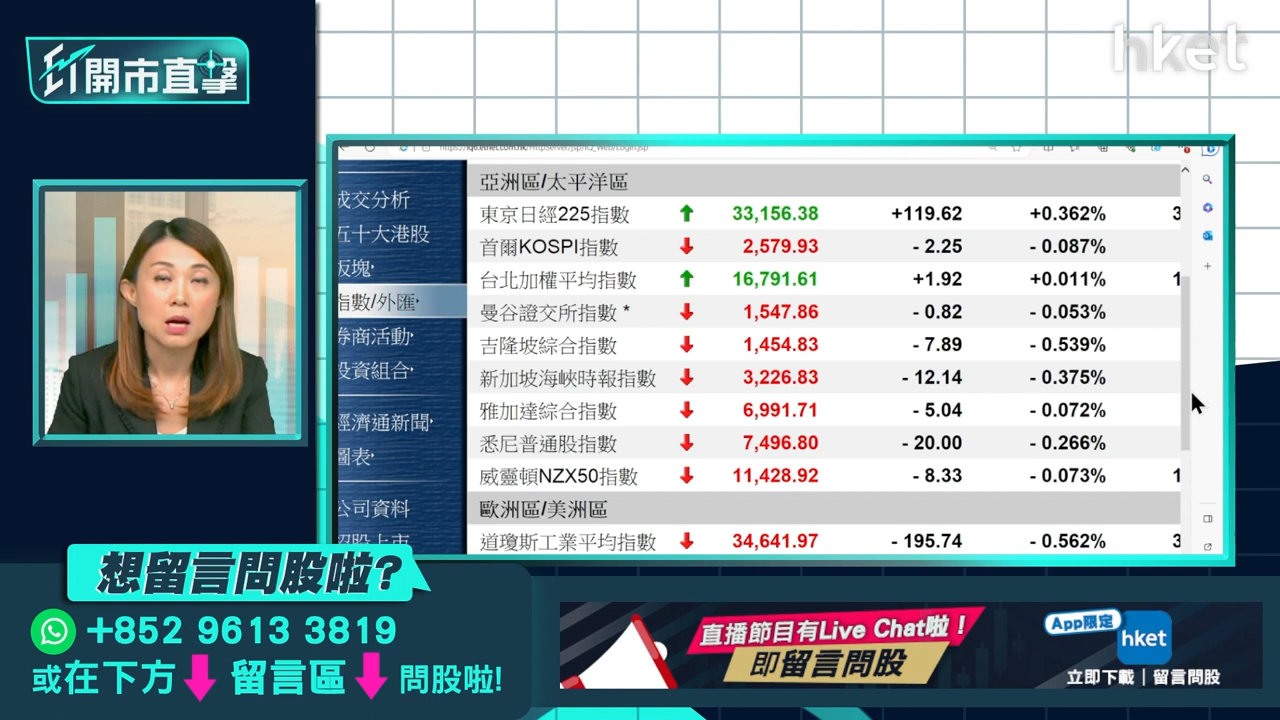 ET開市直擊
hket
成交分析
五十大港股
板塊
指數/外匯
券商活動
投資組合
經濟通新聞
圖表
公司資料
招股上市
亞洲區/太平洋區
東京日經225指數 33,156.38 +119.62 +0.362% 3
首爾KOSPI指數 2,579.93 - 2.25 - 0.087%
台北加權平均指數 16,791.61 +1.92 +0.011% 1
曼谷證交所指數 * 1,547.86 - 0.82 - 0.053%
吉隆坡綜合指數 1,454.83 - 7.89 - 0.539%
新加坡海峽時報指數 3,226.83 - 12.14 - 0.375%
雅加達綜合指數 6,991.71 - 5.04 - 0.072%
悉尼普通股指數 7,496.80 - 20.00 - 0.266%
威靈頓NZX50指數 11,428.92 - 8.33 - 0.073% 1
歐洲區/美洲區
道瓊斯工業平均指數 34,641.97 - 195.74 - 0.562% 3
想留言問股啦?
+852 9613 3819
或在下方 留言區 問股啦!
直播節目有Live Chat啦!
即留言問股
App限定
hket
立即下載|留言問股